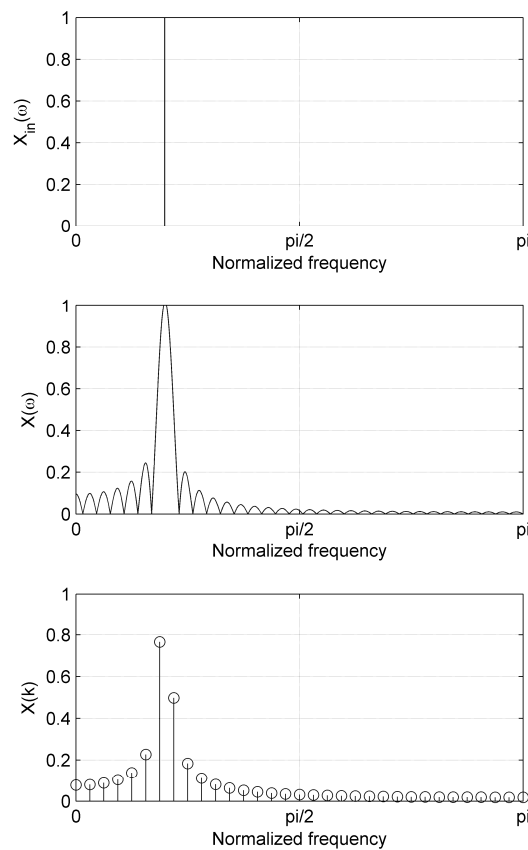 1
0.8
0.6
0.4
0.2
0
X_in(ω)
0 pi/2 pi
Normalized frequency
1
0.8
0.6
0.4
0.2
0
X(ω)
0 pi/2 pi
Normalized frequency
1
0.8
0.6
0.4
0.2
0
X(k)
0 pi/2 pi
Normalized frequency